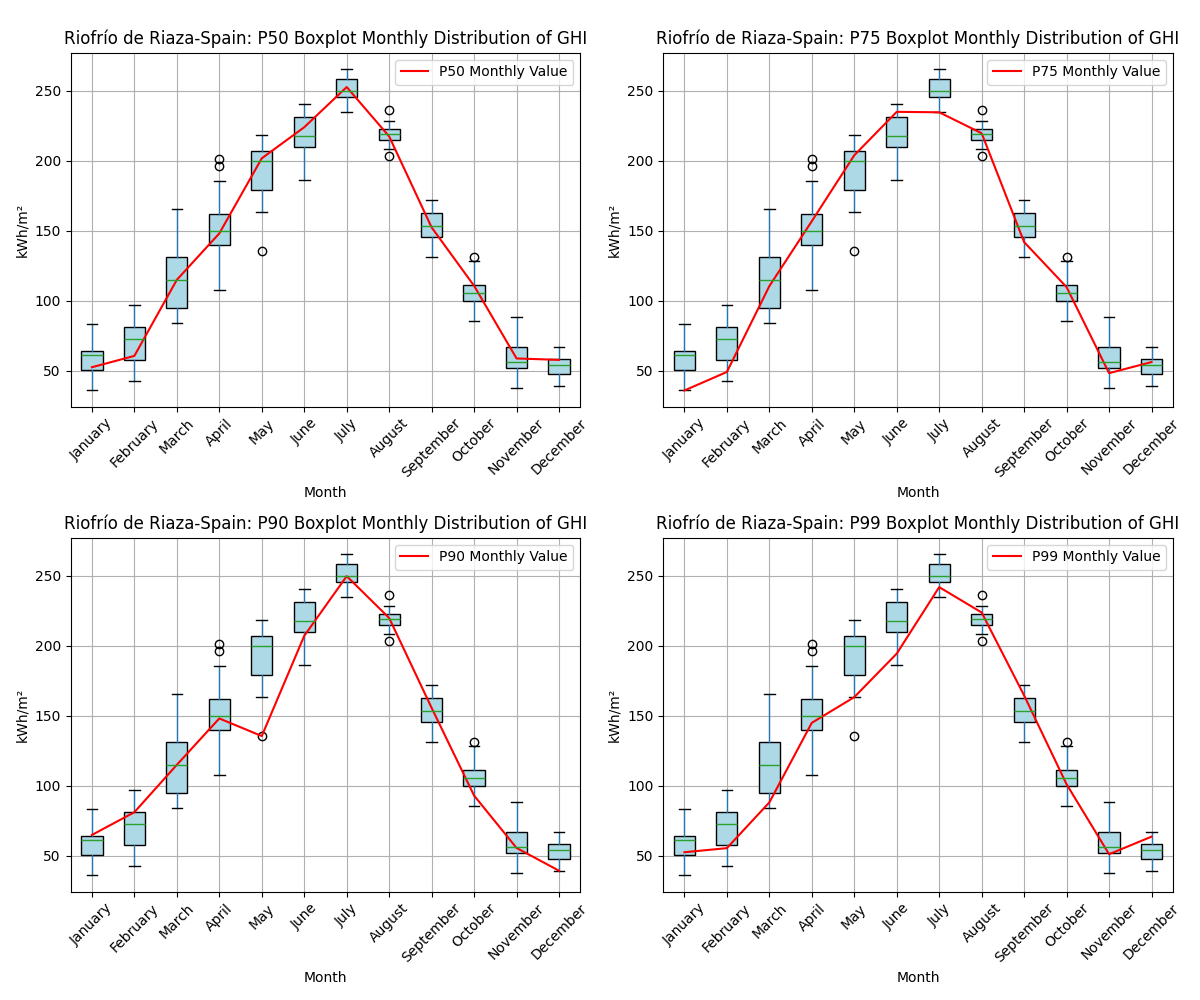 Riofrío de Riaza-Spain: P50 Boxplot Monthly Distribution of GHI
P50 Monthly Value
kWh/m²
250
200
150
100
50
January
February
March
April
May
June
July
August
September
October
November
December
Month
Riofrío de Riaza-Spain: P75 Boxplot Monthly Distribution of GHI
P75 Monthly Value
kWh/m²
250
200
150
100
50
January
February
March
April
May
June
July
August
September
October
November
December
Month
Riofrío de Riaza-Spain: P90 Boxplot Monthly Distribution of GHI
P90 Monthly Value
kWh/m²
250
200
150
100
50
January
February
March
April
May
June
July
August
September
October
November
December
Month
Riofrío de Riaza-Spain: P99 Boxplot Monthly Distribution of GHI
P99 Monthly Value
kWh/m²
250
200
150
100
50
January
February
March
April
May
June
July
August
September
October
November
December
Month